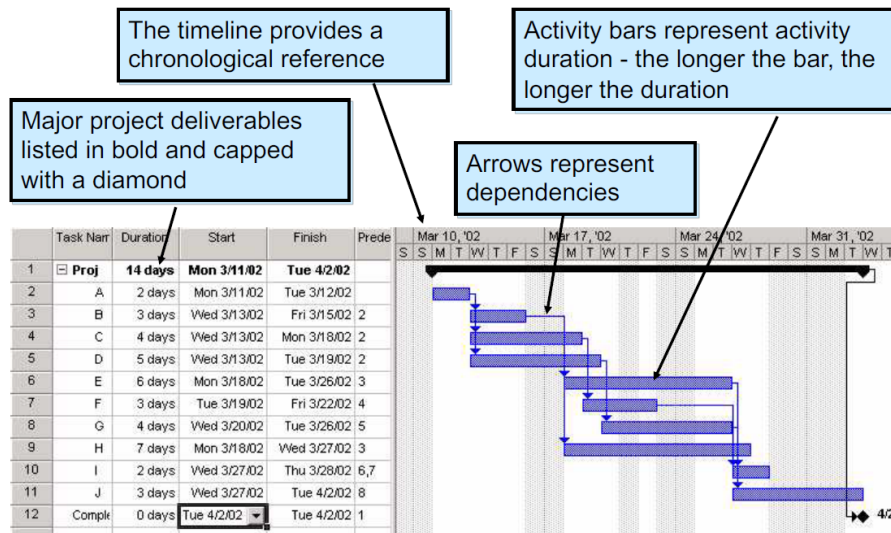 The timeline provides a
chronological reference
Activity bars represent activity
duration - the longer the bar, the
longer the duration
Major project deliverables
listed in bold and capped
with a diamond
Arrows represent
dependencies
Task Nam Duration Start Finish Prede Mar 10, '02 Mar 17, '02 Mar 24, '02 Mar 31, '02
S S M T W T F S S M T W T F S S M T W T F S S M T W T
1 Proj 14 days Mon 3/11/02 Tue 4/2/02
2 A 2 days Mon 3/11/02 Tue 3/12/02
3 B 3 days Wed 3/13/02 Fri 3/15/02 2
4 C 4 days Wed 3/13/02 Mon 3/18/02 2
5 D 5 days Wed 3/13/02 Tue 3/19/02 2
6 E 6 days Mon 3/18/02 Tue 3/26/02 3
7 F 3 days Tue 3/19/02 Fri 3/22/02 4
8 G 4 days Wed 3/20/02 Tue 3/26/02 5
9 H 7 days Mon 3/18/02 Wed 3/27/02 3
10 I 2 days Wed 3/27/02 Thu 3/28/02 6,7
11 J 3 days Wed 3/27/02 Tue 4/2/02 8
12 Comple 0 days Tue 4/2/02 Tue 4/2/02 1 4/2